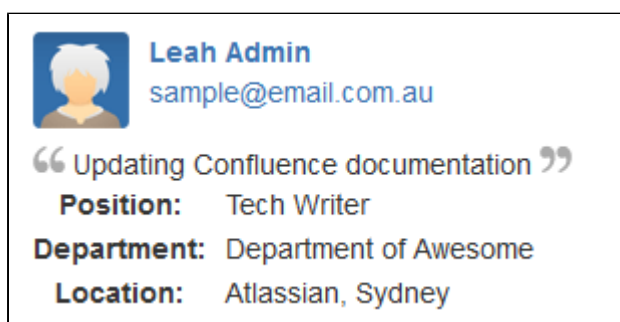 Leah Admin
sample@email.com.au
❝ Updating Confluence documentation ❞
Position: Tech Writer
Department: Department of Awesome
Location: Atlassian, Sydney